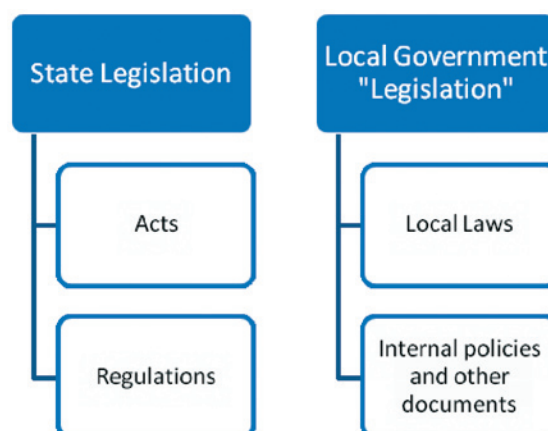 State Legislation
Acts
Regulations
Local Government
"Legislation"
Local Laws
Internal policies
and other
documents